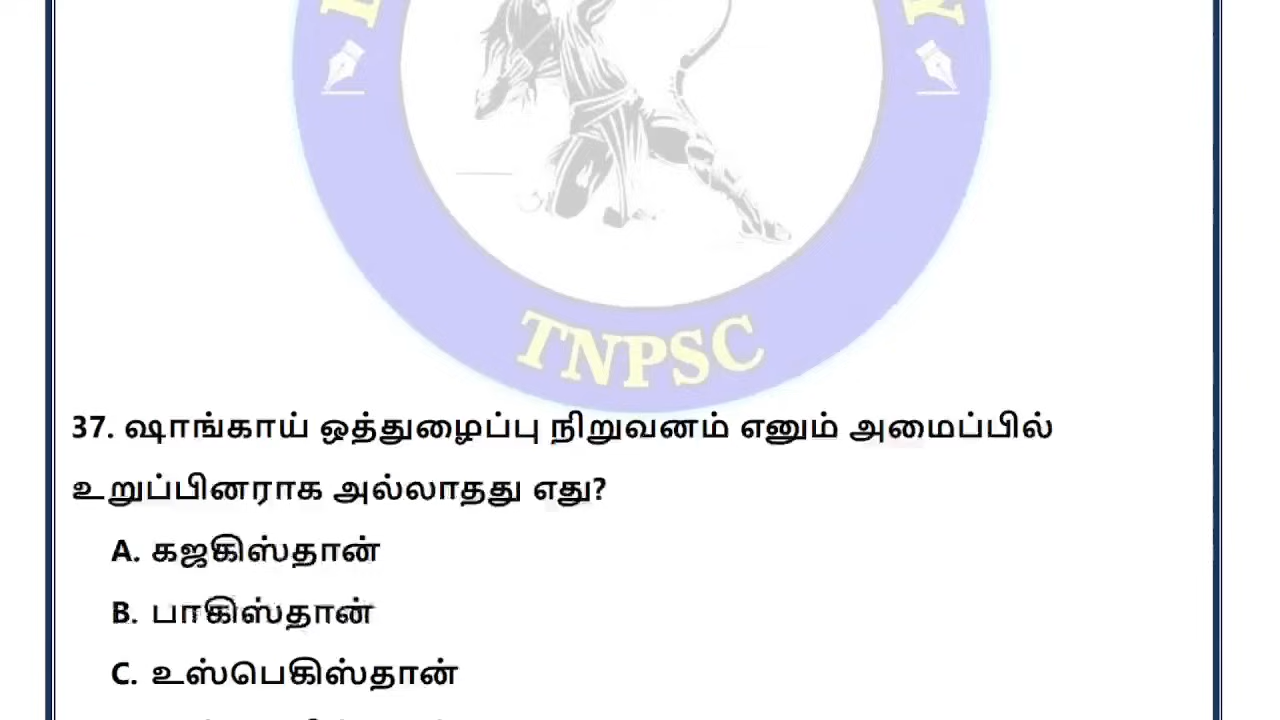 TNPSC
37. ஷாங்காய் ஒத்துழைப்பு நிறுவனம் எனும் அமைப்பில்
உறுப்பினராக அல்லாதது எது?
A. கஜகிஸ்தான்
B. பாகிஸ்தான்
C. உஸ்பெகிஸ்தான்